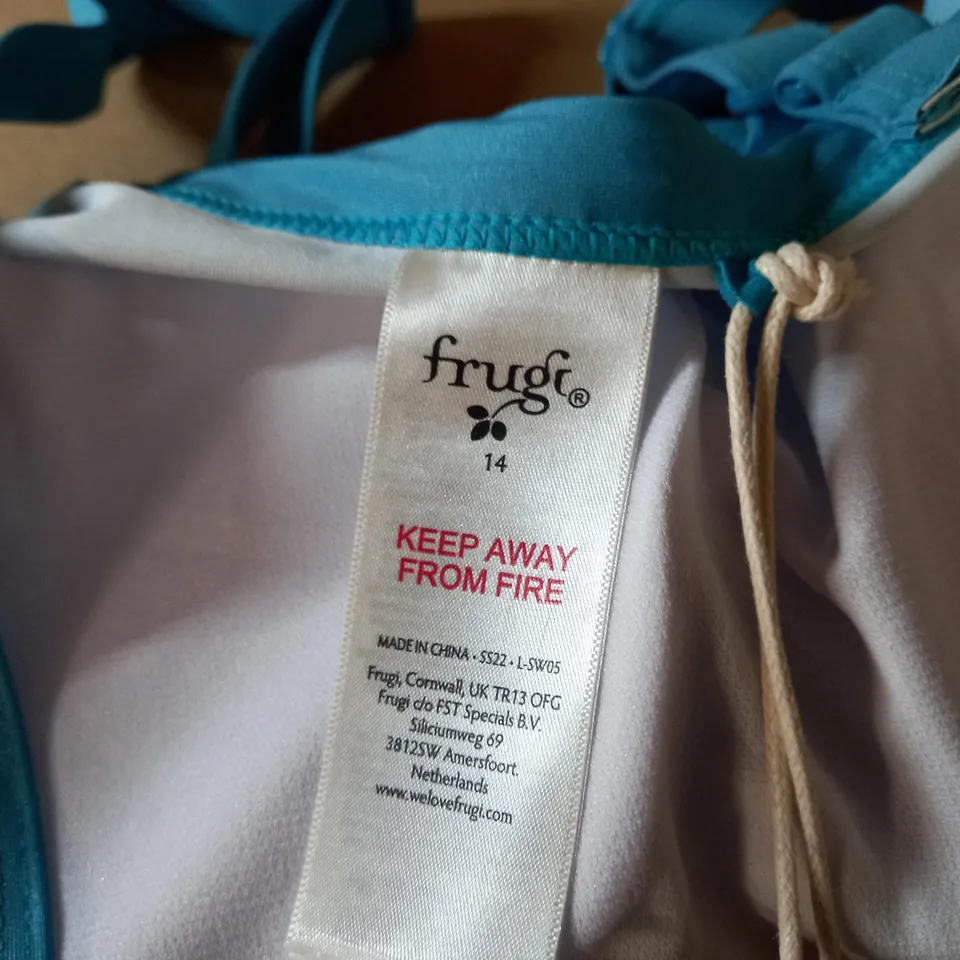 frugi®
14
KEEP AWAY
FROM FIRE
MADE IN CHINA · SS22 · L-SW05
Frugi, Cornwall, UK TR13 OFG
Frugi c/o FST Specials B.V.
Siliciumweg 69
3812SW Amersfoort.
Netherlands
www.welovefrugi.com